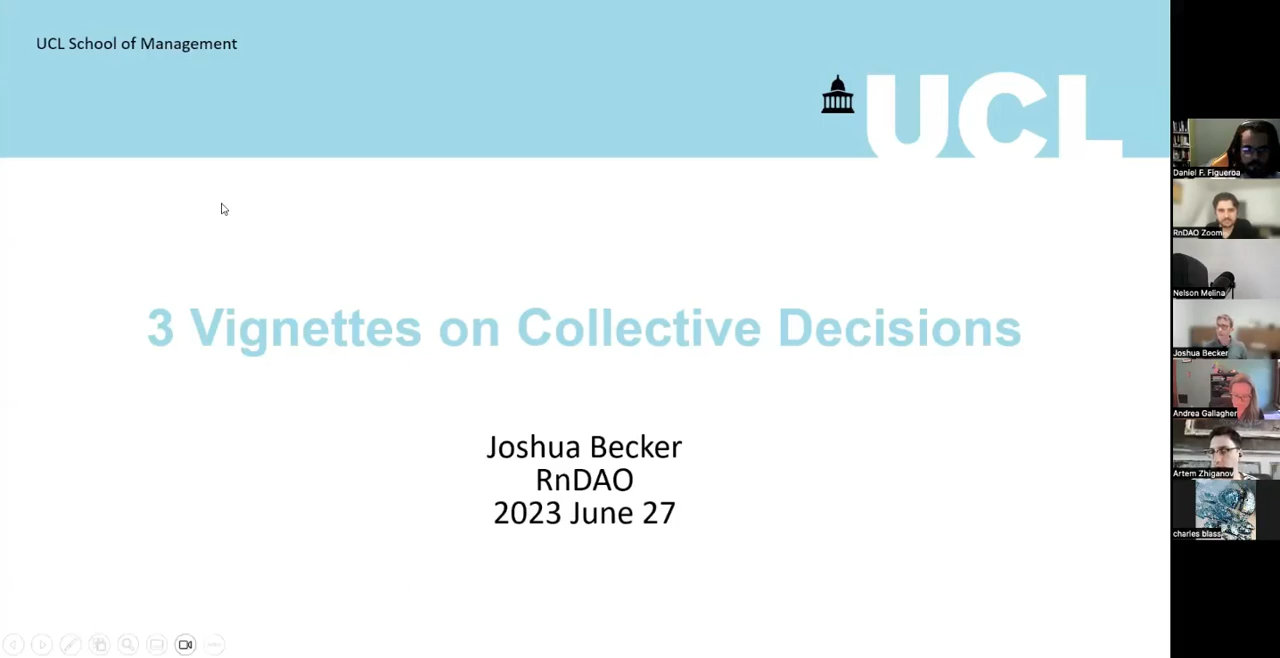 UCL School of Management
UCL
3 Vignettes on Collective Decisions
Joshua Becker
RnDAO
2023 June 27
Daniel F. Figueroa
RnDAO Zoom
Nelson Melina
Joshua Becker
Andrea Gallagher
Artem Zhiganov
charles blass